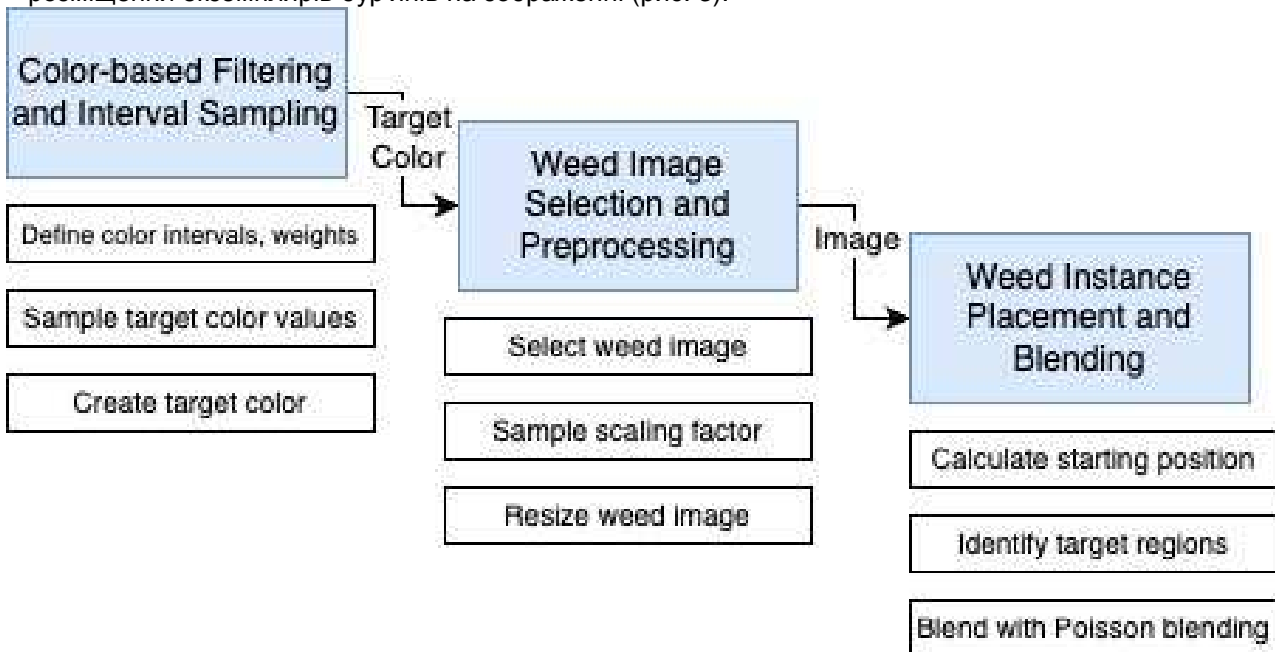 Color-based Filtering
and Interval Sampling
Target
Color
Define color intervals, weights
Sample target color values
Create target color
Weed Image
Selection and
Preprocessing
Image
Select weed image
Sample scaling factor
Resize weed image
Weed Instance
Placement and
Blending
Calculate starting position
Identify target regions
Blend with Poisson blending